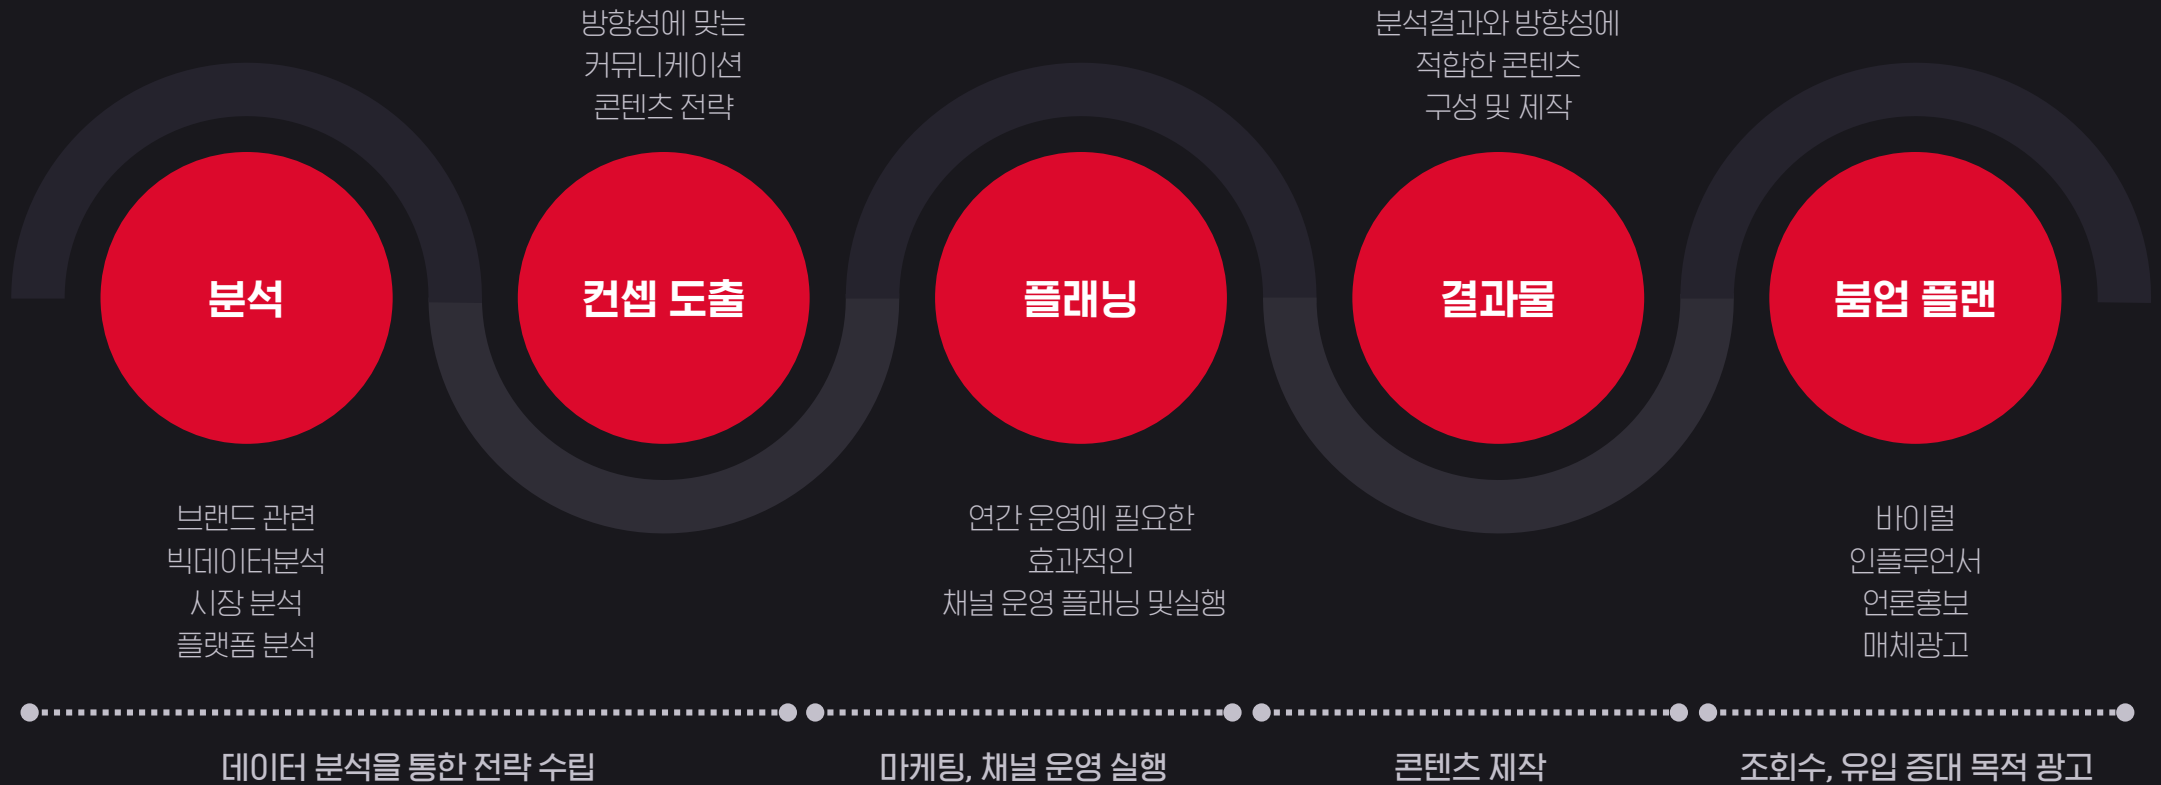 방향성에 맞는
커뮤니케이션
콘텐츠 전략
분석결과와 방향성에
적합한 콘텐츠
구성 및 제작
분석
컨셉 도출
플래닝
결과물
붐업 플랜
브랜드 관련
빅데이터분석
시장 분석
플랫폼 분석
연간 운영에 필요한
효과적인
채널 운영 플래닝 및실행
바이럴
인플루언서
언론홍보
매체광고
데이터 분석을 통한 전략 수립
마케팅, 채널 운영 실행
콘텐츠 제작
조회수, 유입 증대 목적 광고